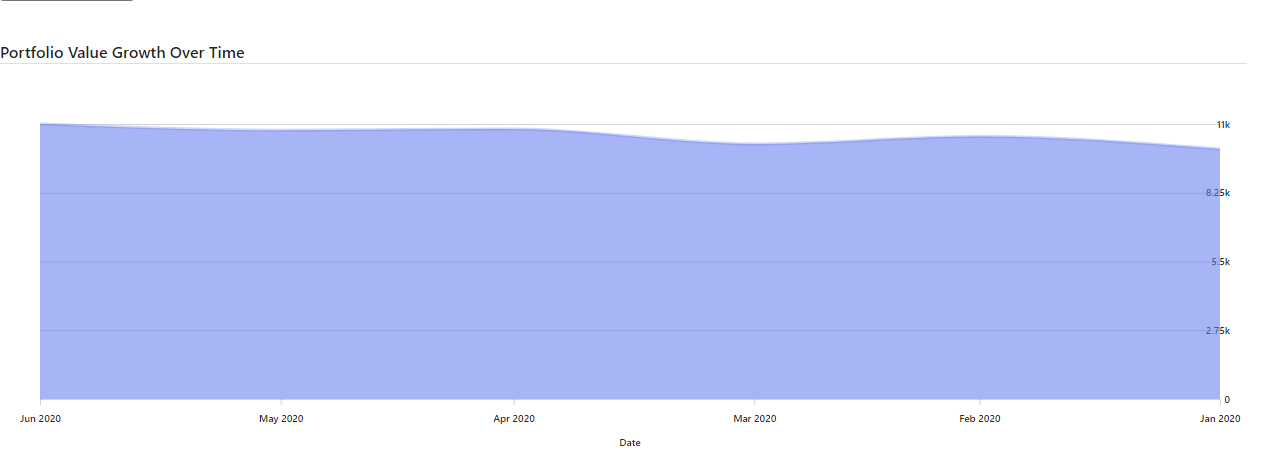 Portfolio Value Growth Over Time
11k
8.25k
5.5k
2.75k
0
Jun 2020 May 2020 Apr 2020 Mar 2020 Feb 2020 Jan 2020
Date